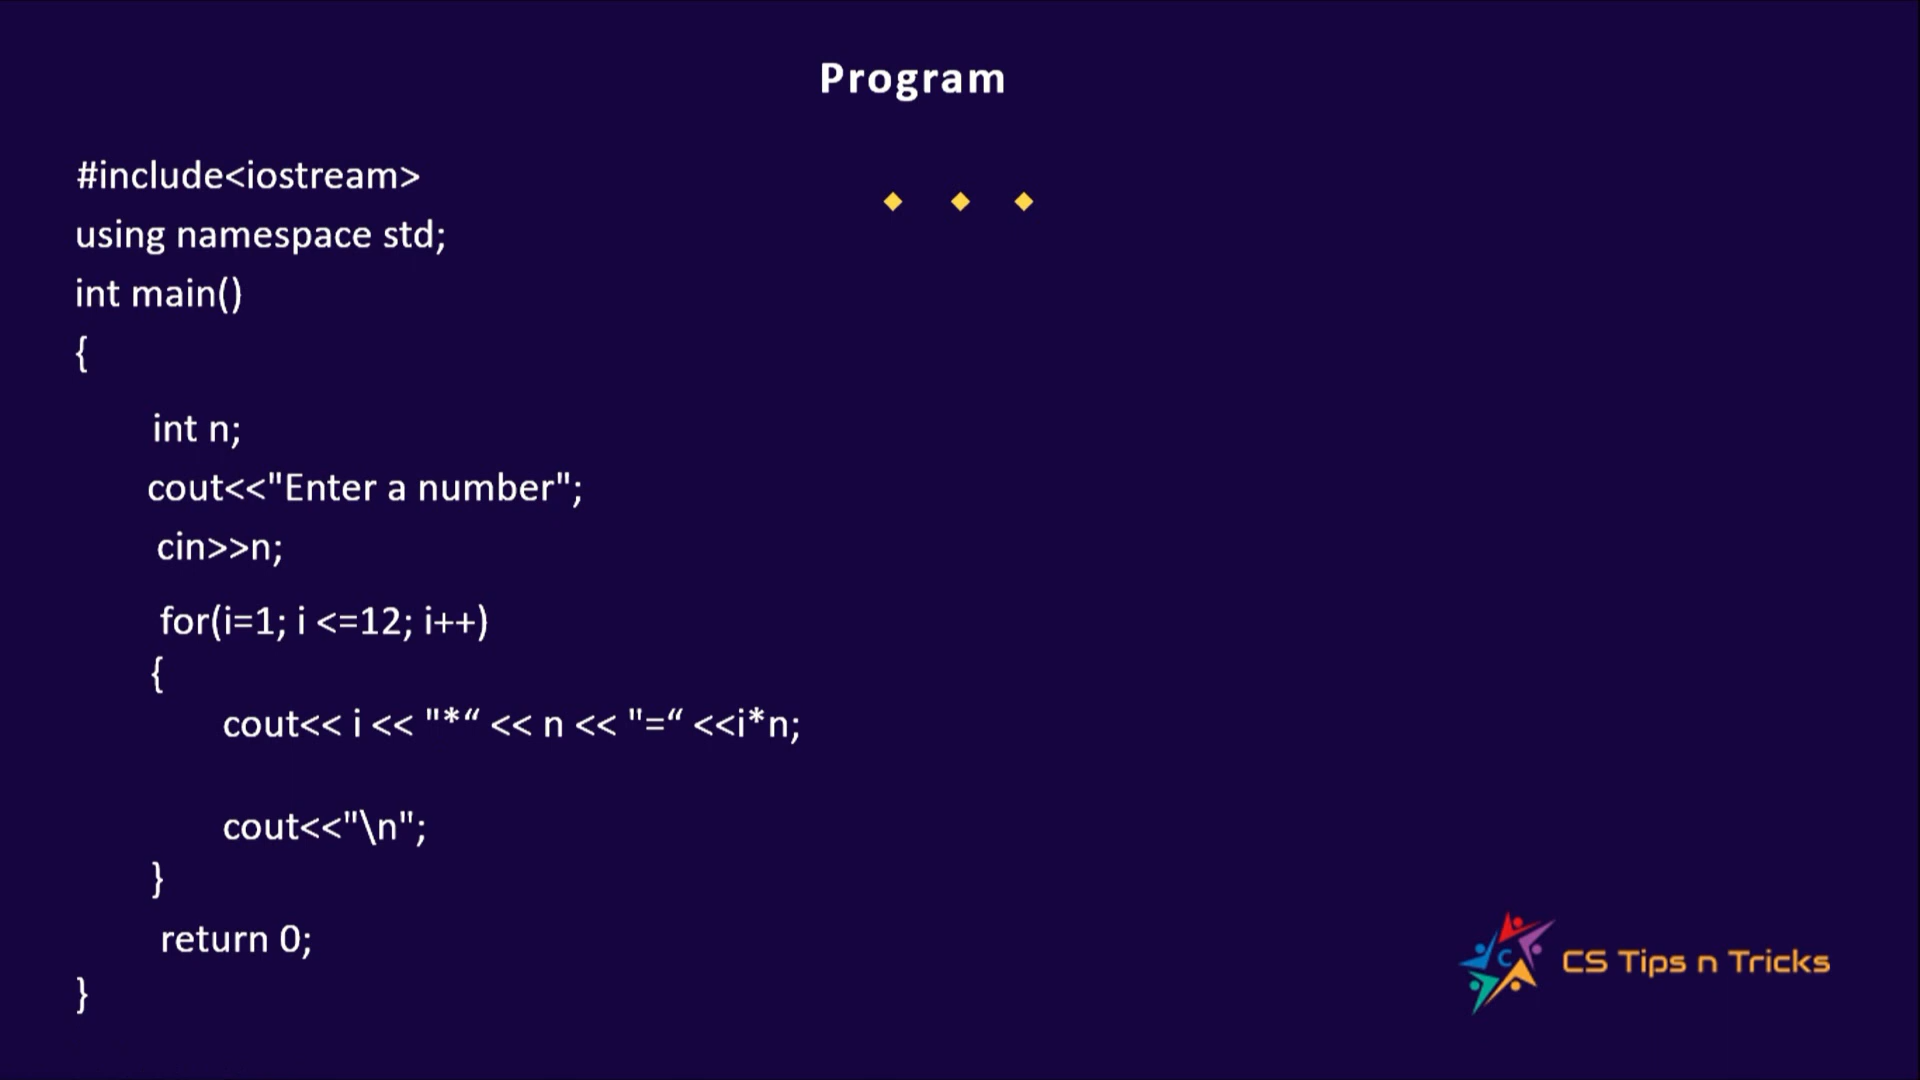 Program
#include<iostream>
using namespace std;
int main()
{
int n;
cout<<"Enter a number";
cin>>n;
for(i=1; i <=12; i++)
{
cout<< i << "*“ << n << "=“ <<i*n;
cout<<"\n";
}
return 0;
}
C
CS Tips n Tricks